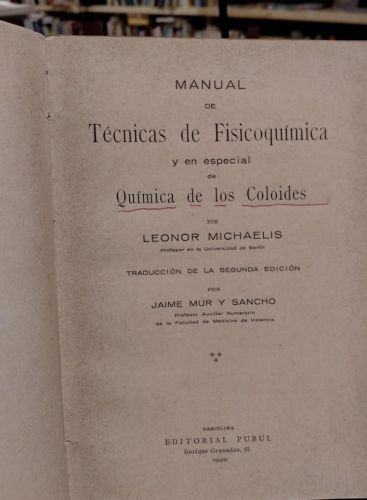 MANUAL
DE
Técnicas de Fisicoquímica
y en especial
de
Química de los Coloides
POR
LEONOR MICHAELIS
Profesor en la Universidad de Berlín
TRADUCCIÓN DE LA SEGUNDA EDICIÓN
POR
JAIME MUR Y SANCHO
Profesor Auxiliar Numerario
de la Facultad de Medicina de Valencia
BARCELONA
EDITORIAL PUBUL
Enrique Granados,